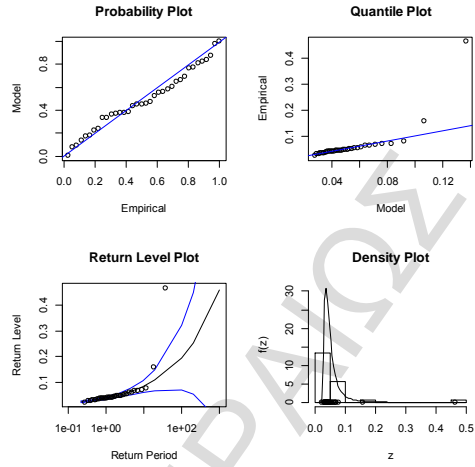 Probability Plot
Model
0.0 0.4 0.8
0.0 0.2 0.4 0.6 0.8 1.0
Empirical
Quantile Plot
Empirical
0.1 0.2 0.3 0.4
0.04 0.08 0.12
Model
Return Level Plot
Return Level
0.1 0.2 0.3 0.4
1e-01 1e+00 1e+02
Return Period
Density Plot
f(z)
0 5 10 20 30
0.0 0.1 0.2 0.3 0.4 0.5
z
ΡΑΙΩΣ